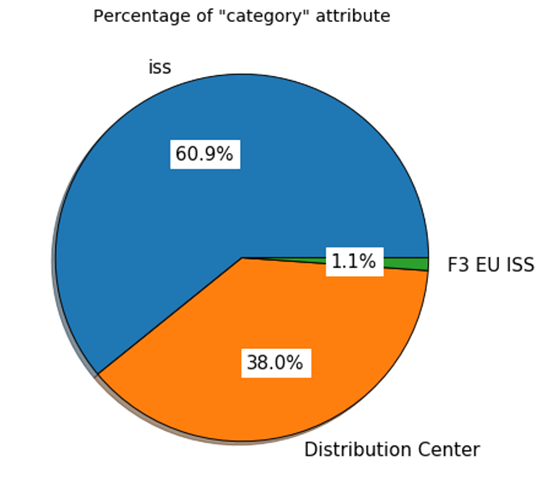 Percentage of "category" attribute
iss
60.9%
1.1%
F3 EU ISS
38.0%
Distribution Center